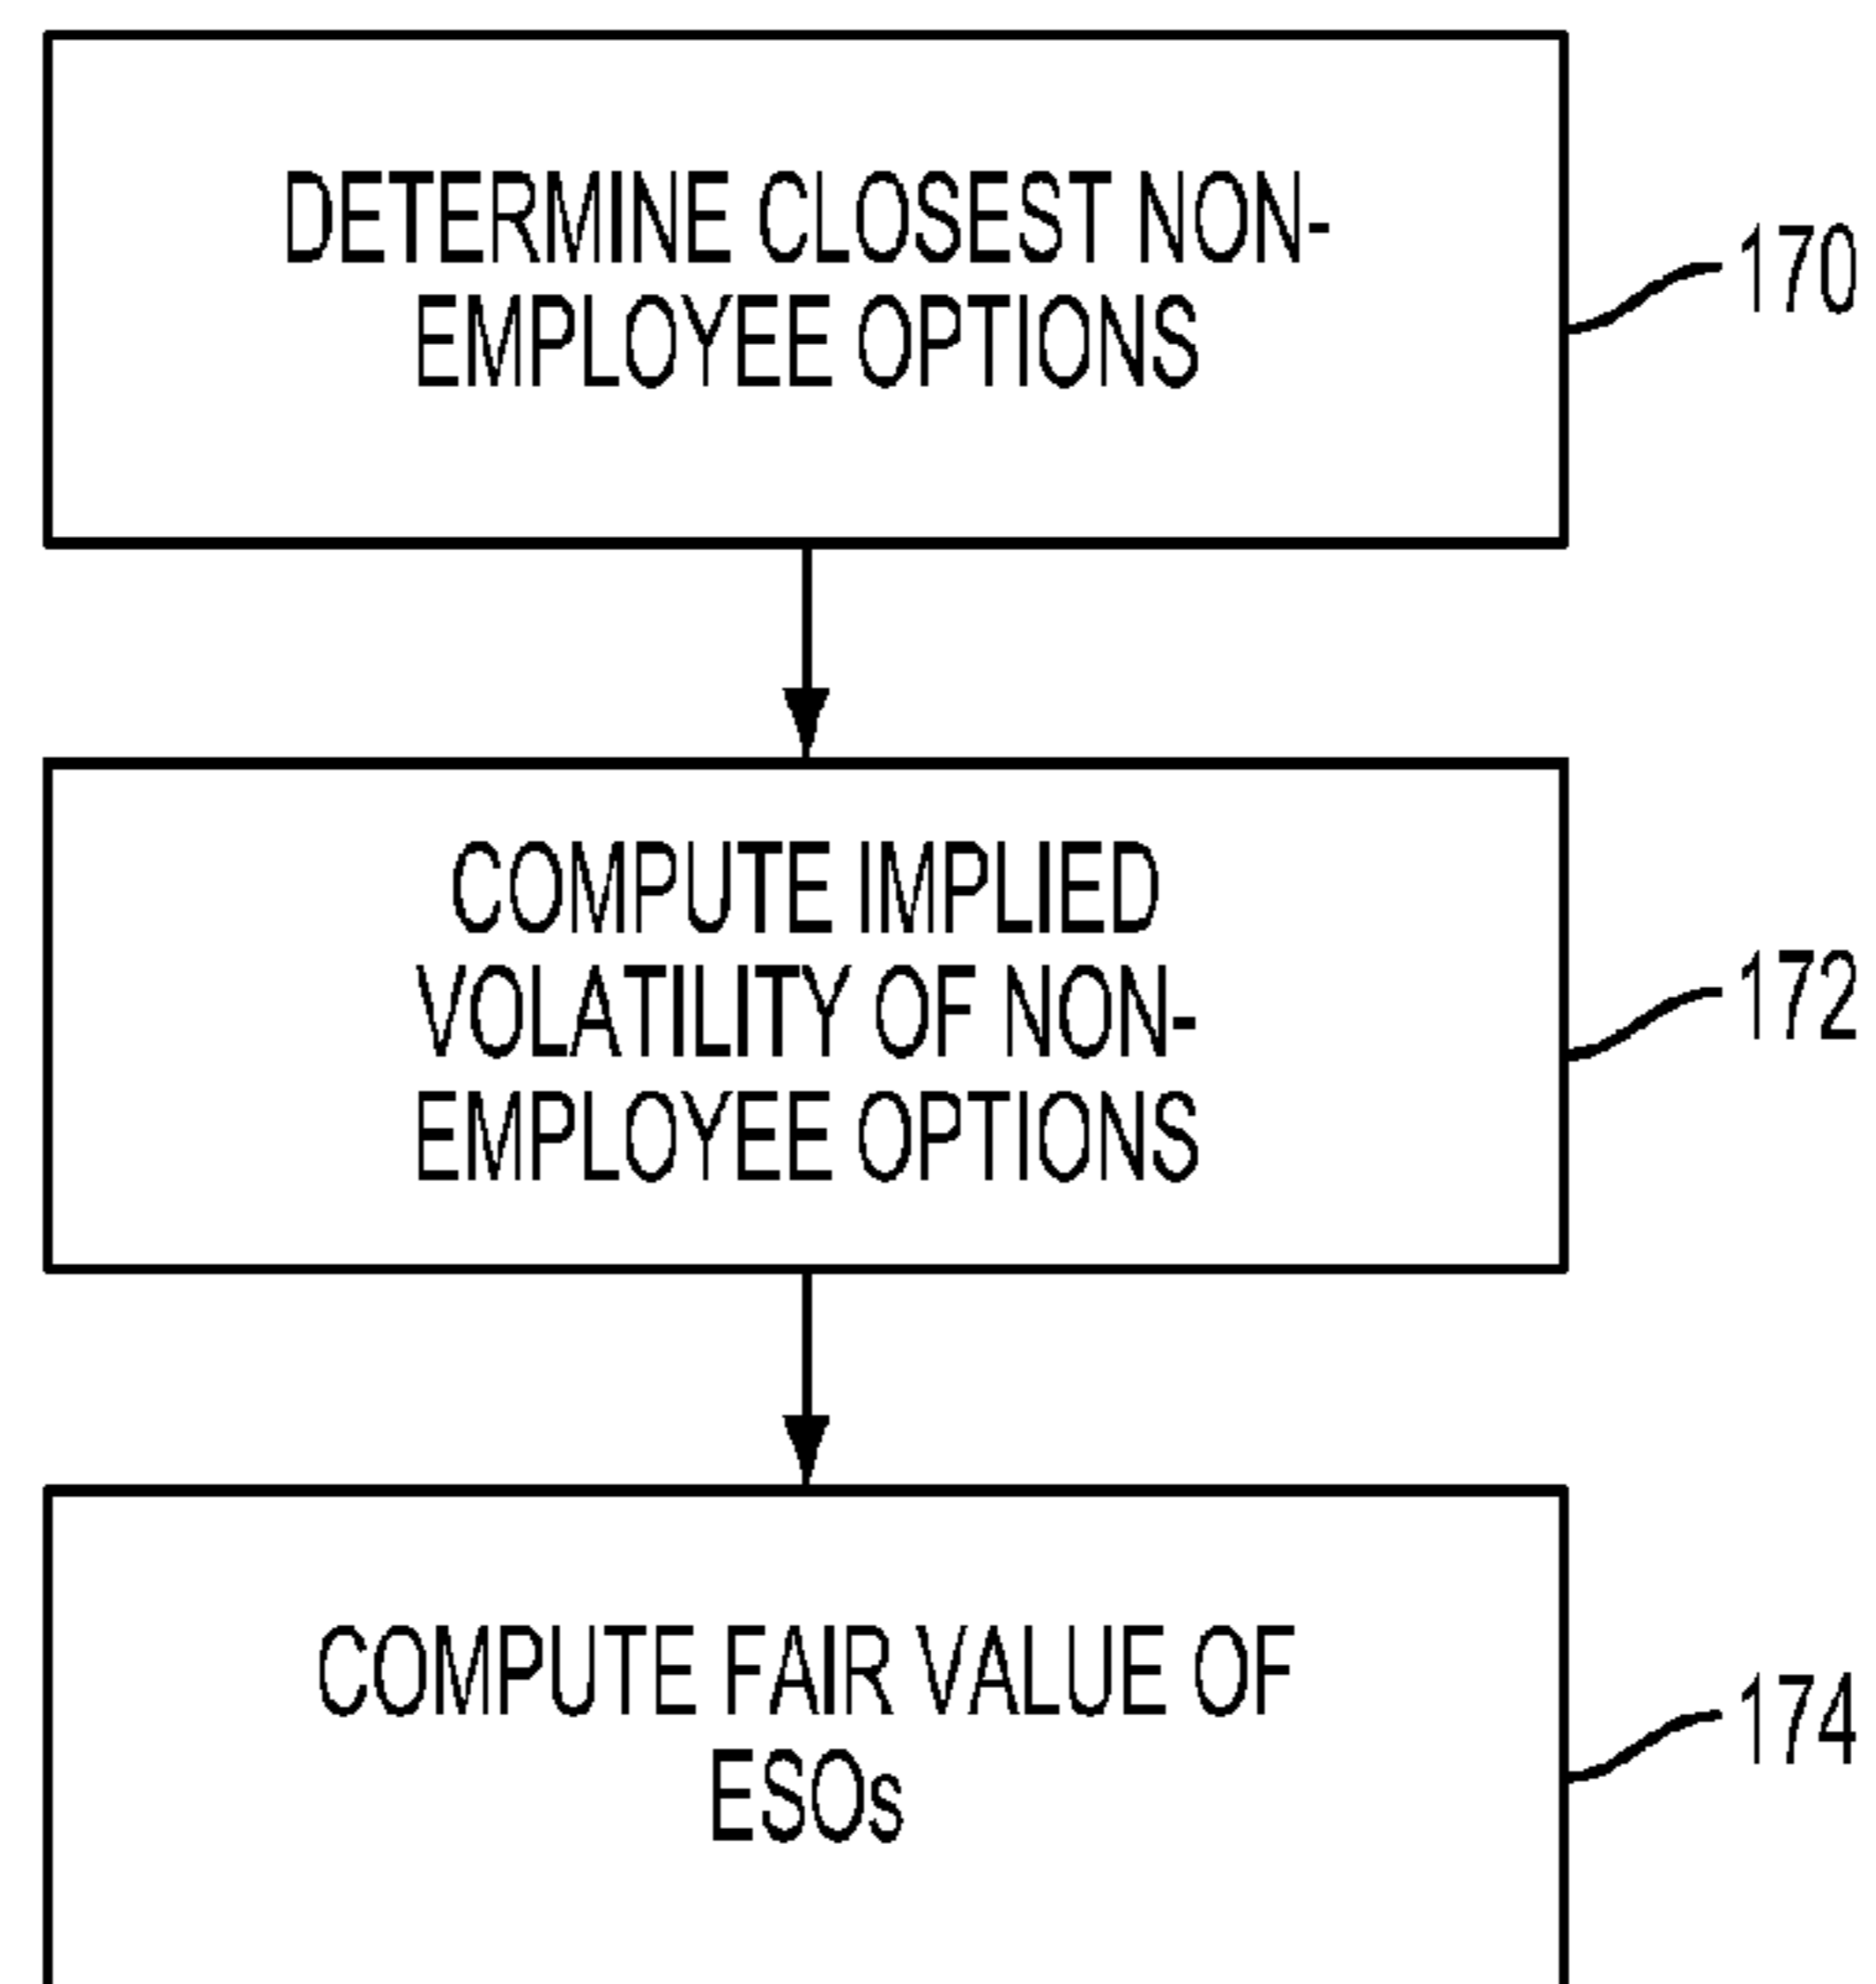 DETERMINE CLOSEST NON-
EMPLOYEE OPTIONS
170
COMPUTE IMPLIED
VOLATILITY OF NON-
EMPLOYEE OPTIONS
172
COMPUTE FAIR VALUE OF
ESOs
174